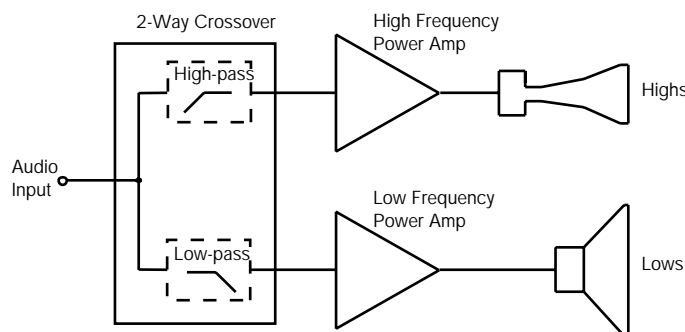 2-Way Crossover
High Frequency
Power Amp
High-pass
Highs
Audio
Input
Low Frequency
Power Amp
Low-pass
Lows